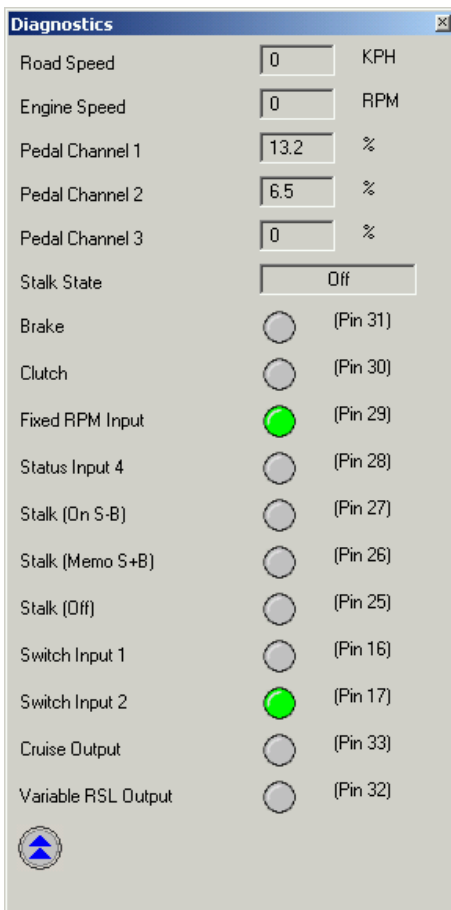 Diagnostics
Road Speed 0 KPH
Engine Speed 0 RPM
Pedal Channel 1 13.2 %
Pedal Channel 2 6.5 %
Pedal Channel 3 0 %
Stalk State Off
Brake (Pin 31)
Clutch (Pin 30)
Fixed RPM Input (Pin 29)
Status Input 4 (Pin 28)
Stalk (On S-B) (Pin 27)
Stalk (Memo S+B) (Pin 26)
Stalk (Off) (Pin 25)
Switch Input 1 (Pin 16)
Switch Input 2 (Pin 17)
Cruise Output (Pin 33)
Variable RSL Output (Pin 32)